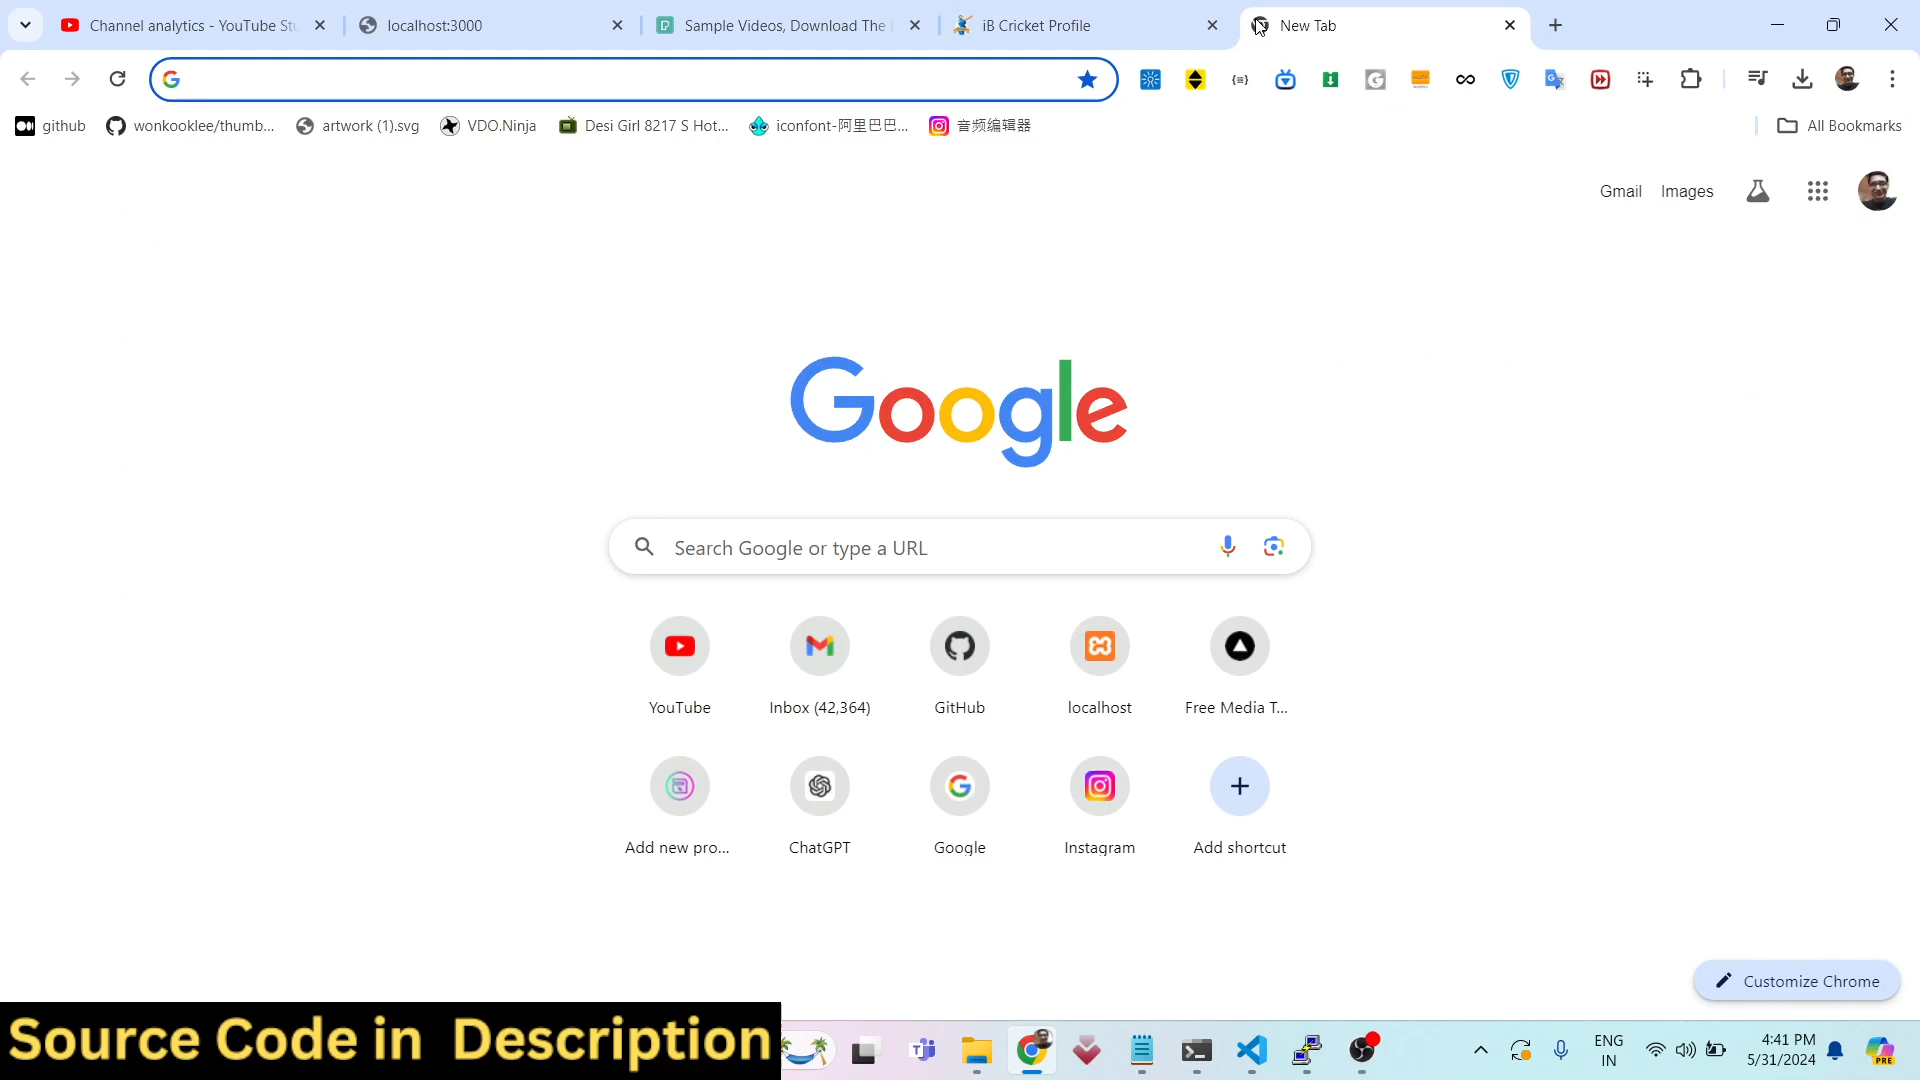 Channel analytics - YouTube Stu
localhost:3000
Sample Videos, Download The
iB Cricket Profile
New Tab
github
wonkooklee/thumb...
artwork (1).svg
VDO.Ninja
Desi Girl 8217 S Hot...
iconfont-阿里巴巴...
音频编辑器
All Bookmarks
Gmail
Images
Google
Search Google or type a URL
YouTube
Inbox (42,364)
GitHub
localhost
Free Media T...
Add new pro...
ChatGPT
Google
Instagram
Add shortcut
Customize Chrome
Source Code in Description
ENG
IN
4:41 PM
5/31/2024
PRE